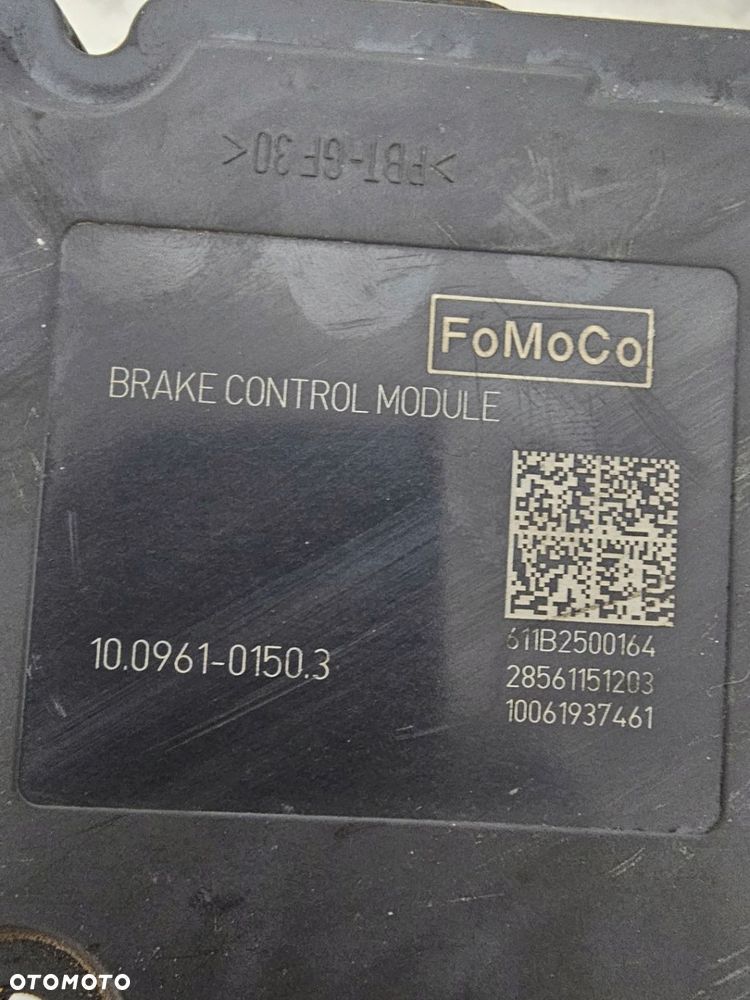 >PBT-GF30<
FoMoCo
BRAKE CONTROL MODULE
10.0961-0150.3
611B2500164
28561151203
10061937461
OTOMOTO